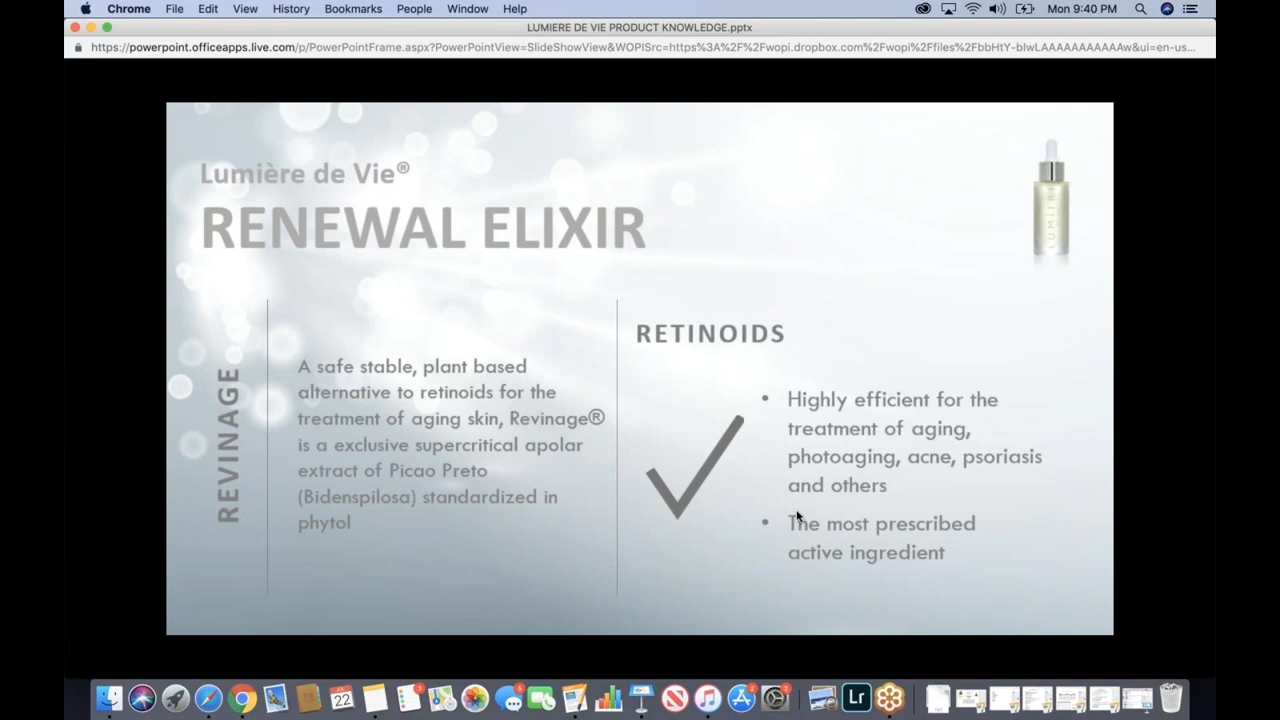 Chrome File Edit View History Bookmarks People Window Help Mon 9:40 PM
LUMIERE DE VIE PRODUCT KNOWLEDGE.pptx
https://powerpoint.officeapps.live.com/p/PowerPointFrame.aspx?PowerPointView=SlideShowView&WOPISrc=https%3A%2F%2Fwopi.dropbox.com%2Fwopi%2Ffiles%2FbbHtY-bIwLAAAAAAAAAAAw&ui=en-us...
Lumière de Vie®
RENEWAL ELIXIR
LUMIÈRE
REVINAGE
A safe stable, plant based
alternative to retinoids for the
treatment of aging skin, Revinage®
is a exclusive supercritical apolar
extract of Picao Preto
(Bidenspilosa) standardized in
phytol
RETINOIDS
• Highly efficient for the
treatment of aging,
photoaging, acne, psoriasis
and others
• The most prescribed
active ingredient
22
Lr